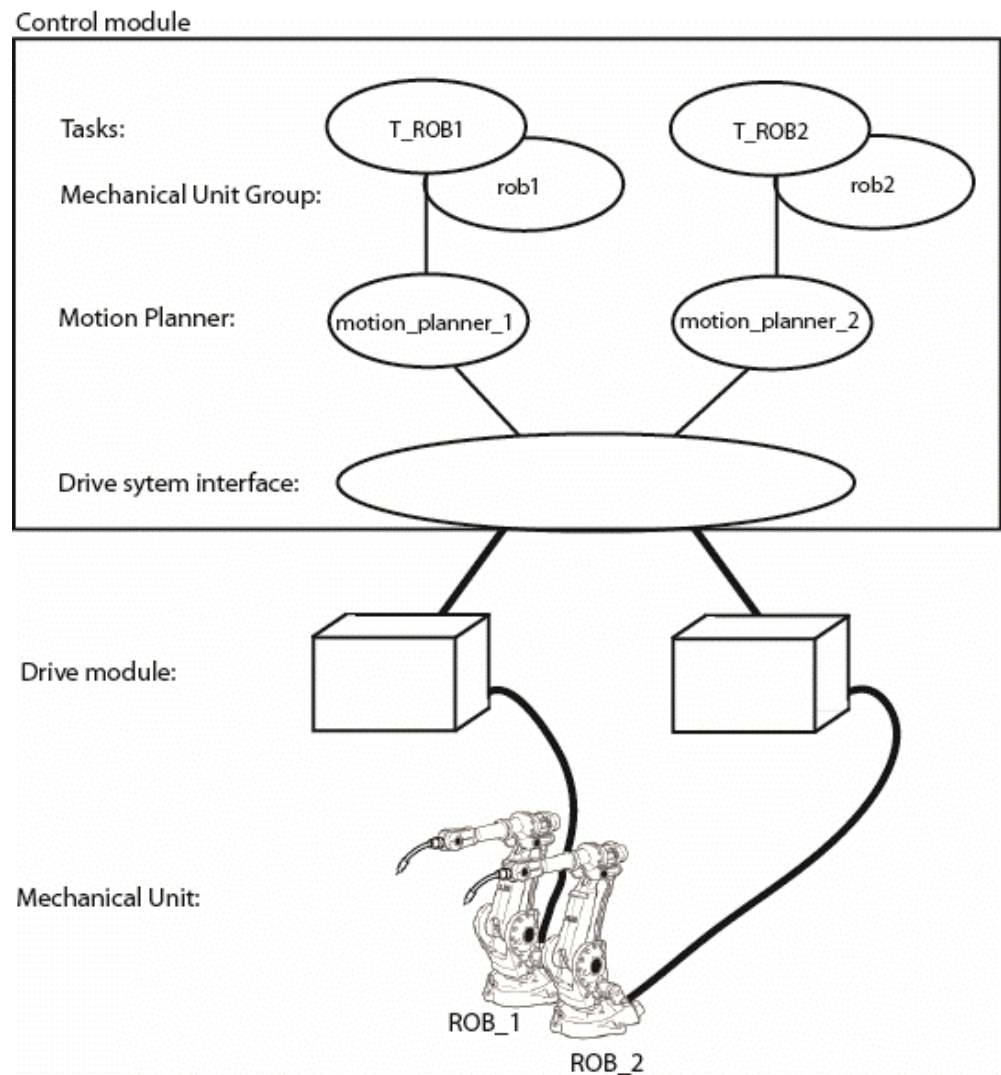 Control module
Tasks:
T_ROB1
T_ROB2
Mechanical Unit Group:
rob1
rob2
Motion Planner:
motion_planner_1
motion_planner_2
Drive sytem interface:
Drive module:
Mechanical Unit:
ROB_1
ROB_2